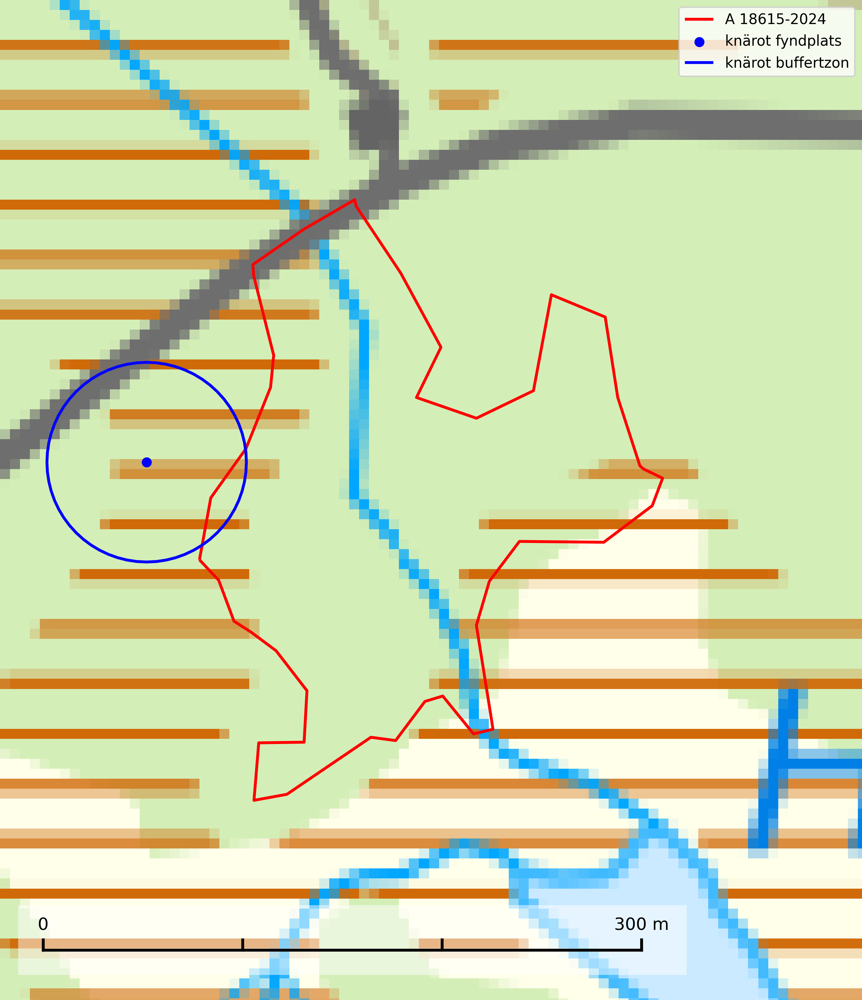 A 18615-2024
knärot fyndplats
knärot buffertzon
0
300 m